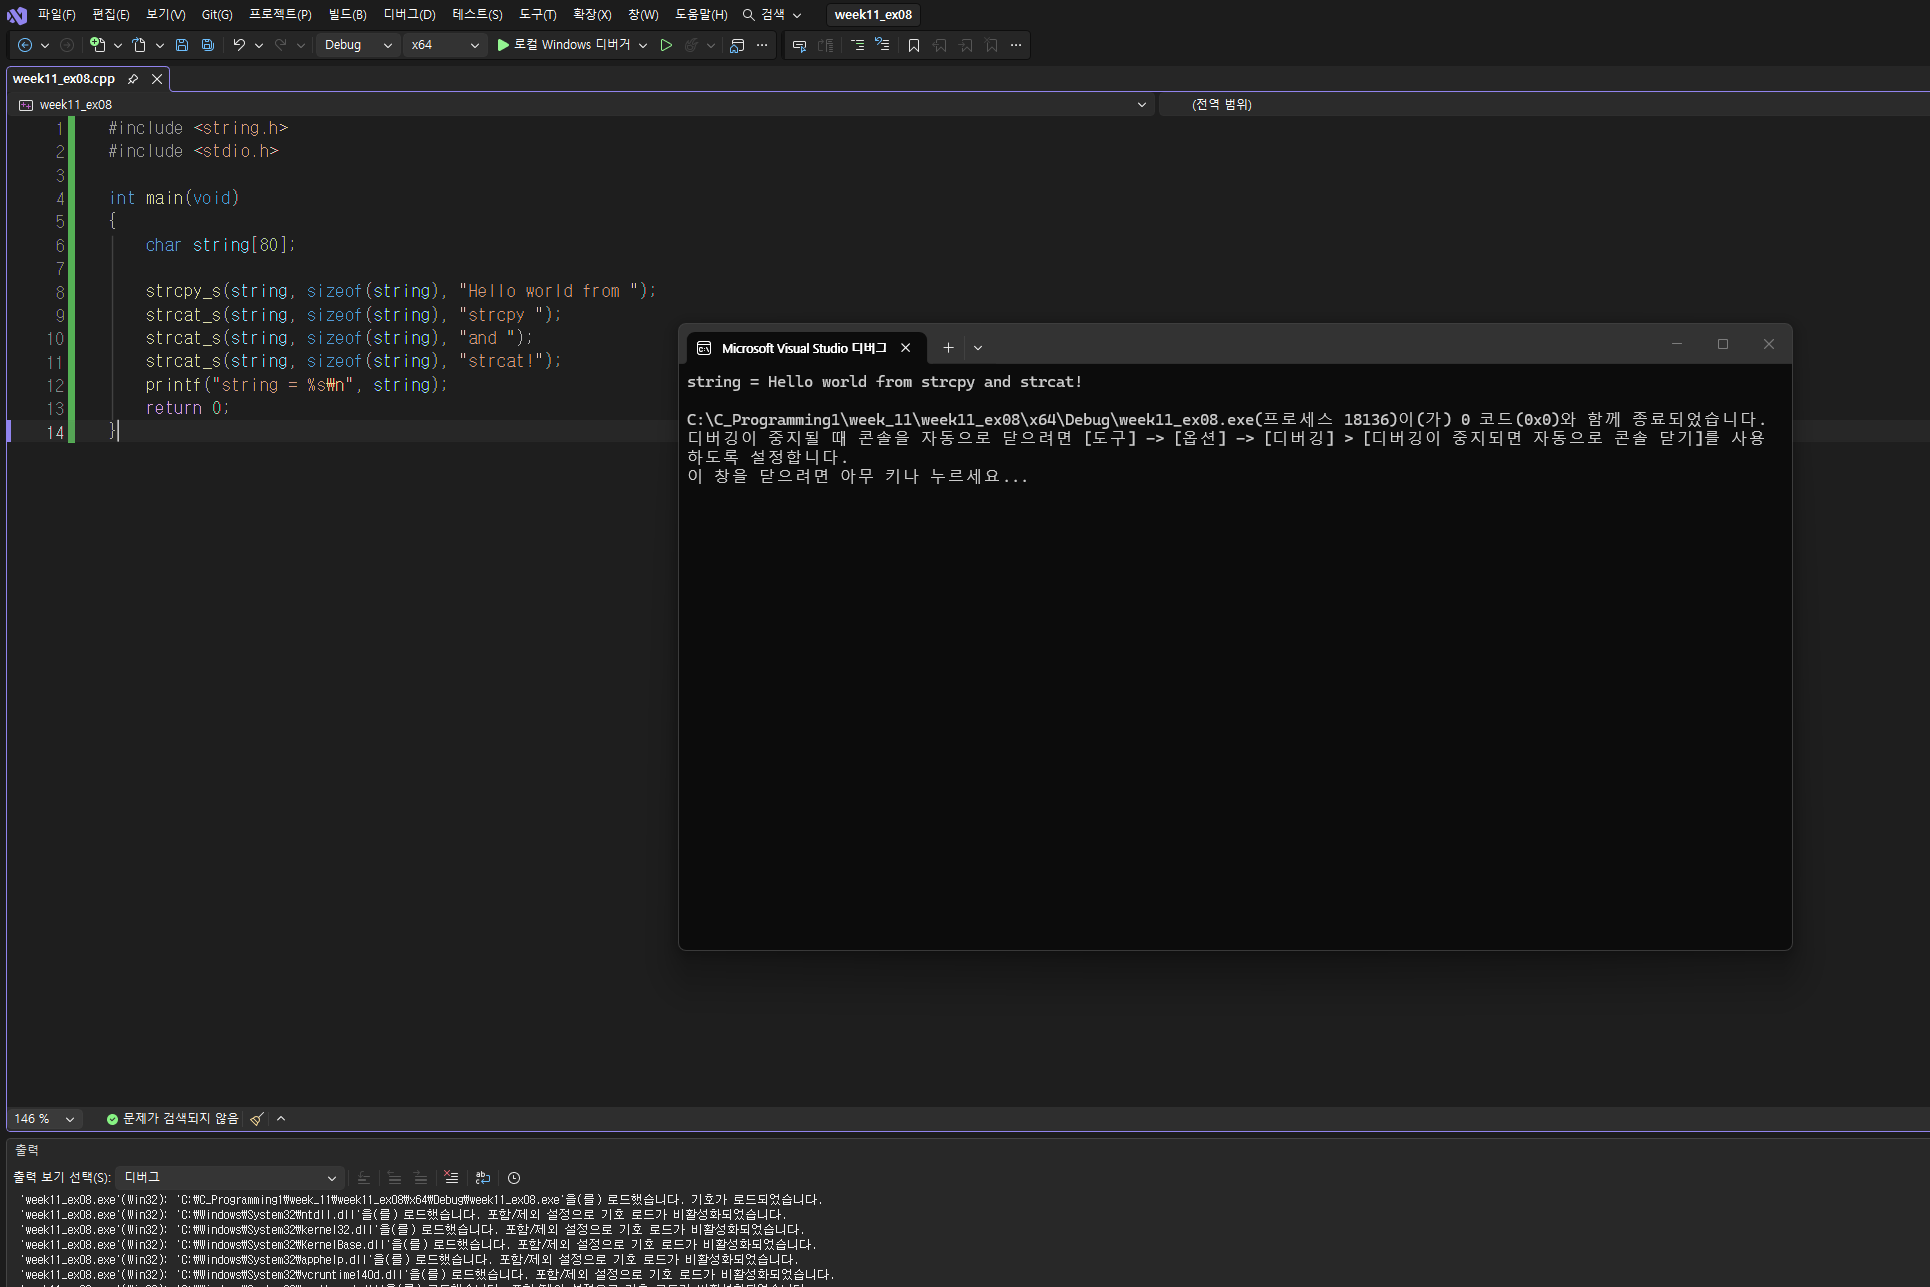 파일(F) 편집(E) 보기(V) Git(G) 프로젝트(P) 빌드(B) 디버그(D) 테스트(S) 도구(T) 확장(X) 창(W) 도움말(H) 검색 week11_ex08
Debug x64 로컬 Windows 디버거
week11_ex08.cpp
week11_ex08 (전역 범위)
1 #include <string.h>
2 #include <stdio.h>
3
4 int main(void)
5 {
6 char string[80];
7
8 strcpy_s(string, sizeof(string), "Hello world from ");
9 strcat_s(string, sizeof(string), "strcpy ");
10 strcat_s(string, sizeof(string), "and ");
11 strcat_s(string, sizeof(string), "strcat!");
12 printf("string = %s₩n", string);
13 return 0;
14 }
Microsoft Visual Studio 디버그
string = Hello world from strcpy and strcat!
C:\C_Programming1\week_11\week11_ex08\x64\Debug\week11_ex08.exe(프로세스 18136)이(가) 0 코드(0x0)와 함께 종료되었습니다.
디버깅이 중지될 때 콘솔을 자동으로 닫으려면 [도구] -> [옵션] -> [디버깅] > [디버깅이 중지되면 자동으로 콘솔 닫기]를 사용
하도록 설정합니다.
이 창을 닫으려면 아무 키나 누르세요...
146 % 문제가 검색되지 않음
출력
출력 보기 선택(S): 디버그
'week11_ex08.exe'(Win32): 'C:₩C_Programming1₩week_11₩week11_ex08₩x64₩Debug₩week11_ex08.exe'을(를) 로드했습니다. 기호가 로드되었습니다.
'week11_ex08.exe'(Win32): 'C:₩Windows₩System32₩ntdll.dll'을(를) 로드했습니다. 포함/제외 설정으로 기호 로드가 비활성화되었습니다.
'week11_ex08.exe'(Win32): 'C:₩Windows₩System32₩kernel32.dll'을(를) 로드했습니다. 포함/제외 설정으로 기호 로드가 비활성화되었습니다.
'week11_ex08.exe'(Win32): 'C:₩Windows₩System32₩KernelBase.dll'을(를) 로드했습니다. 포함/제외 설정으로 기호 로드가 비활성화되었습니다.
'week11_ex08.exe'(Win32): 'C:₩Windows₩System32₩apphelp.dll'을(를) 로드했습니다. 포함/제외 설정으로 기호 로드가 비활성화되었습니다.
'week11_ex08.exe'(Win32): 'C:₩Windows₩System32₩vcruntime140d.dll'을(를) 로드했습니다. 포함/제외 설정으로 기호 로드가 비활성화되었습니다.